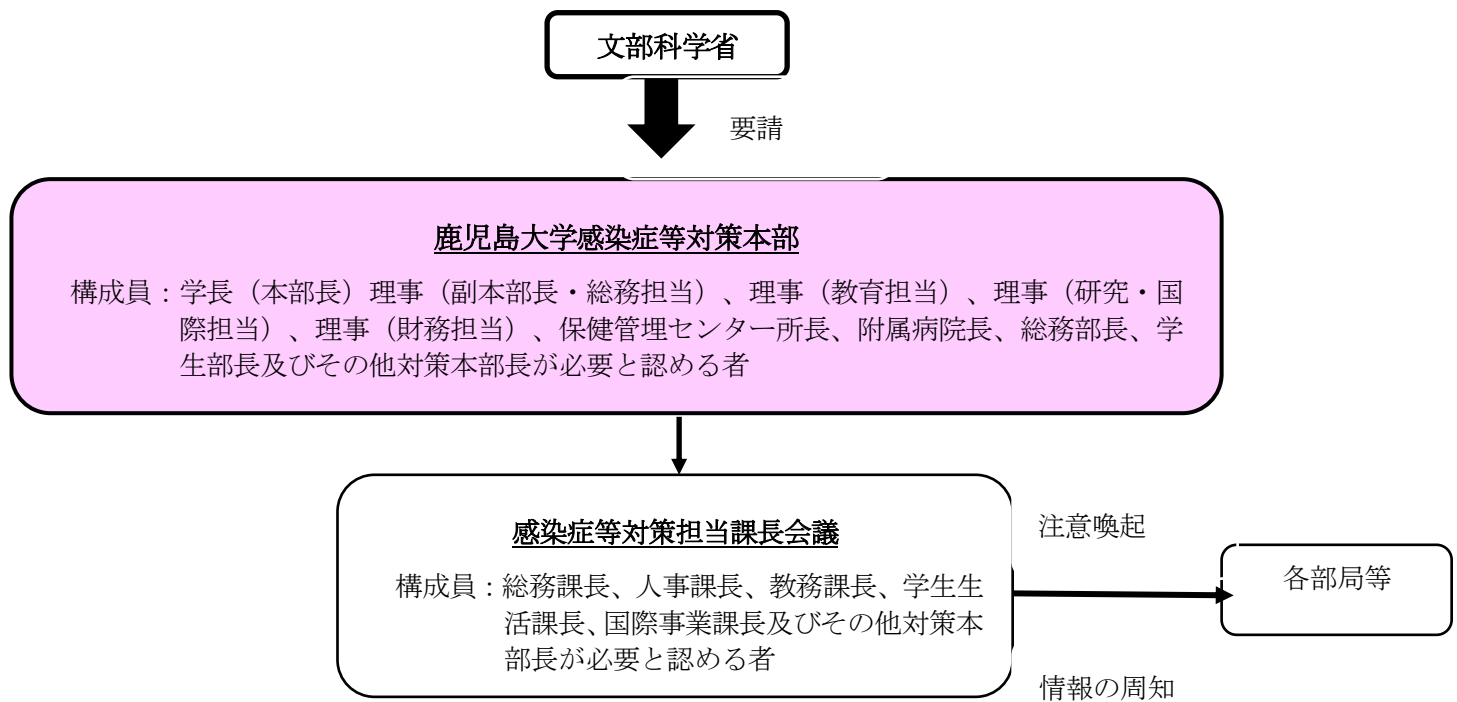 文部科学省
要請
鹿児島大学感染症等対策本部
構成員：学長（本部長）理事（副本部長・総務担当）、理事（教育担当）、理事（研究・国
際担当）、理事（財務担当）、保健管理センター所長、附属病院長、総務部長、学
生部長及びその他対策本部長が必要と認める者
感染症等対策担当課長会議
構成員：総務課長、人事課長、教務課長、学生生
活課長、国際事業課長及びその他対策本
部長が必要と認める者
注意喚起
各部局等
情報の周知